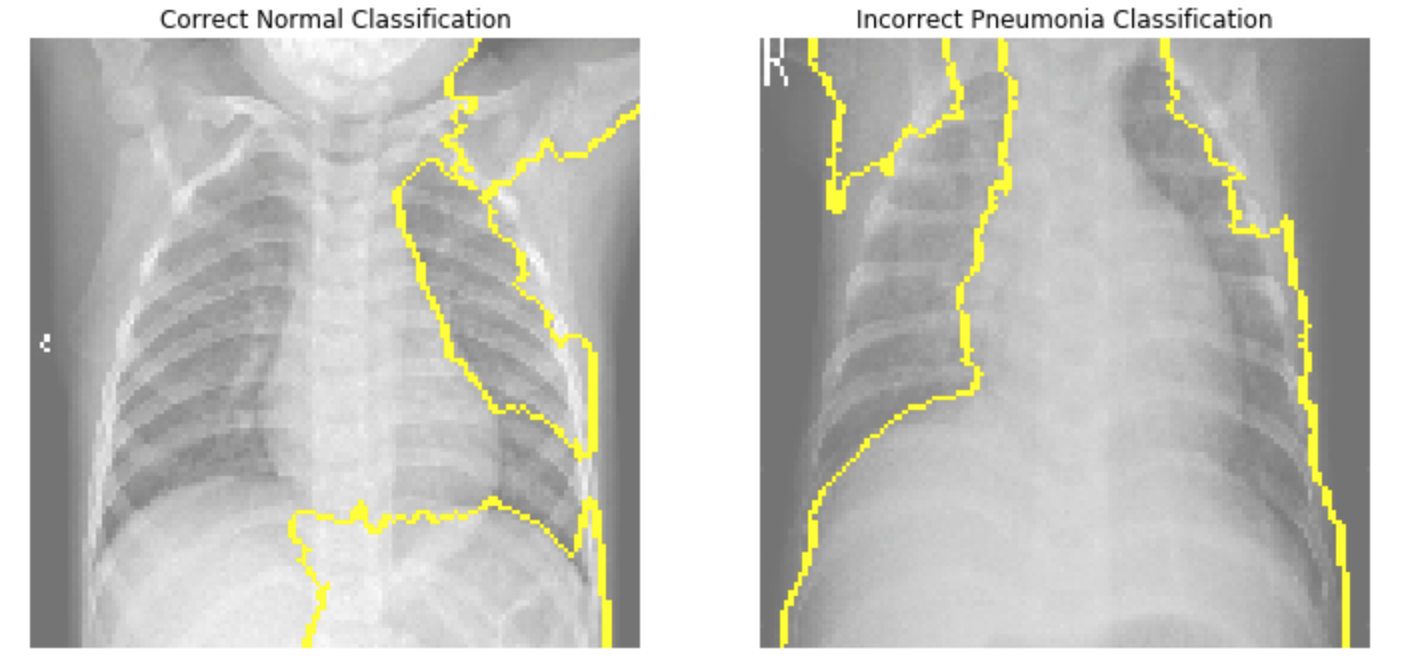 Correct Normal Classification
Incorrect Pneumonia Classification
R